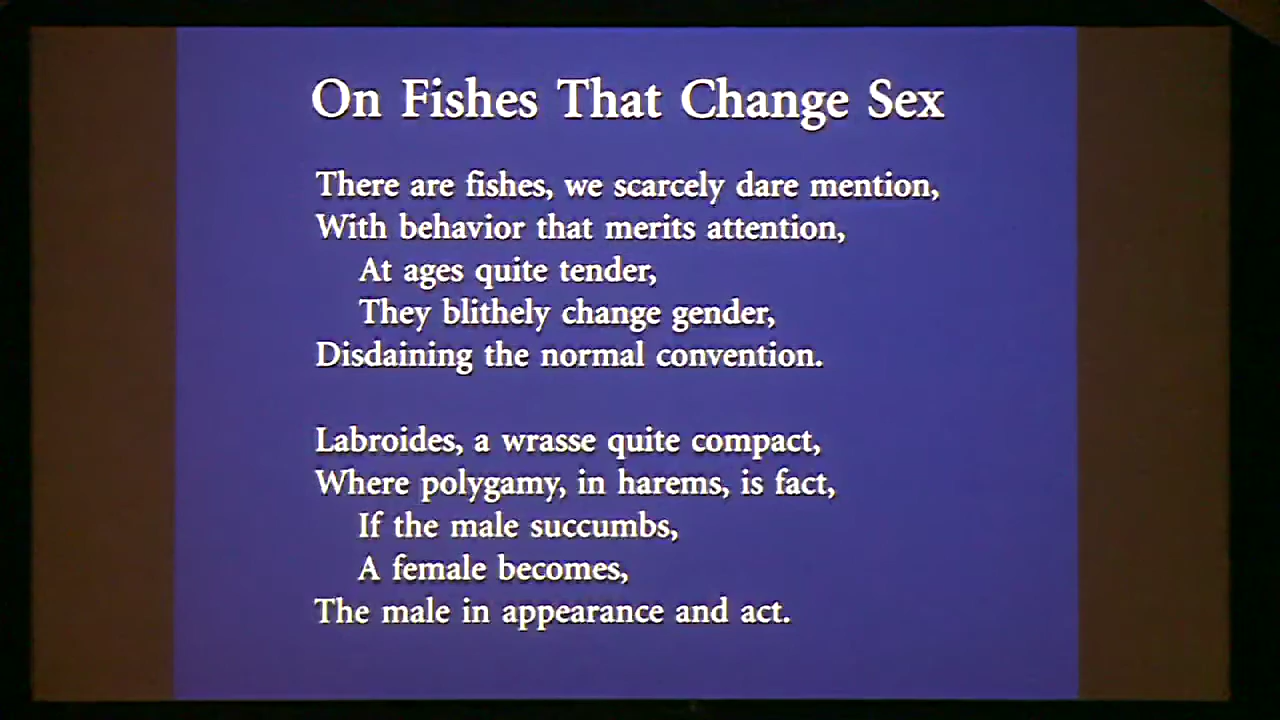 On Fishes That Change Sex
There are fishes, we scarcely dare mention,
With behavior that merits attention,
At ages quite tender,
They blithely change gender,
Disdaining the normal convention.
Labroides, a wrasse quite compact,
Where polygamy, in harems, is fact,
If the male succumbs,
A female becomes,
The male in appearance and act.